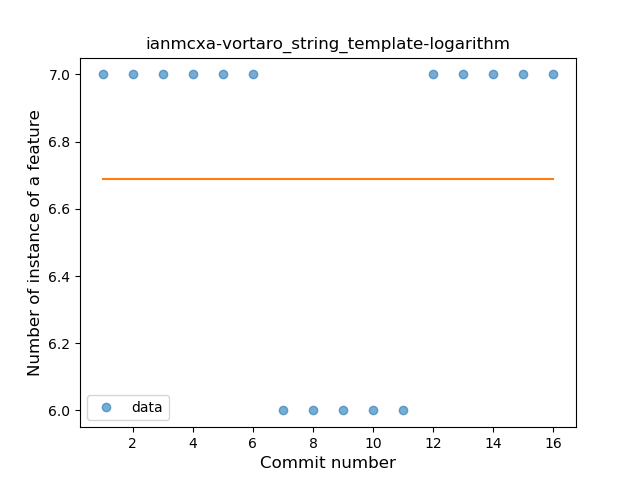 ianmcxa-vortaro_string_template-logarithm
Number of instance of a feature
7.0
6.8
6.6
6.4
6.2
6.0
data
2 4 6 8 10 12 14 16
Commit number